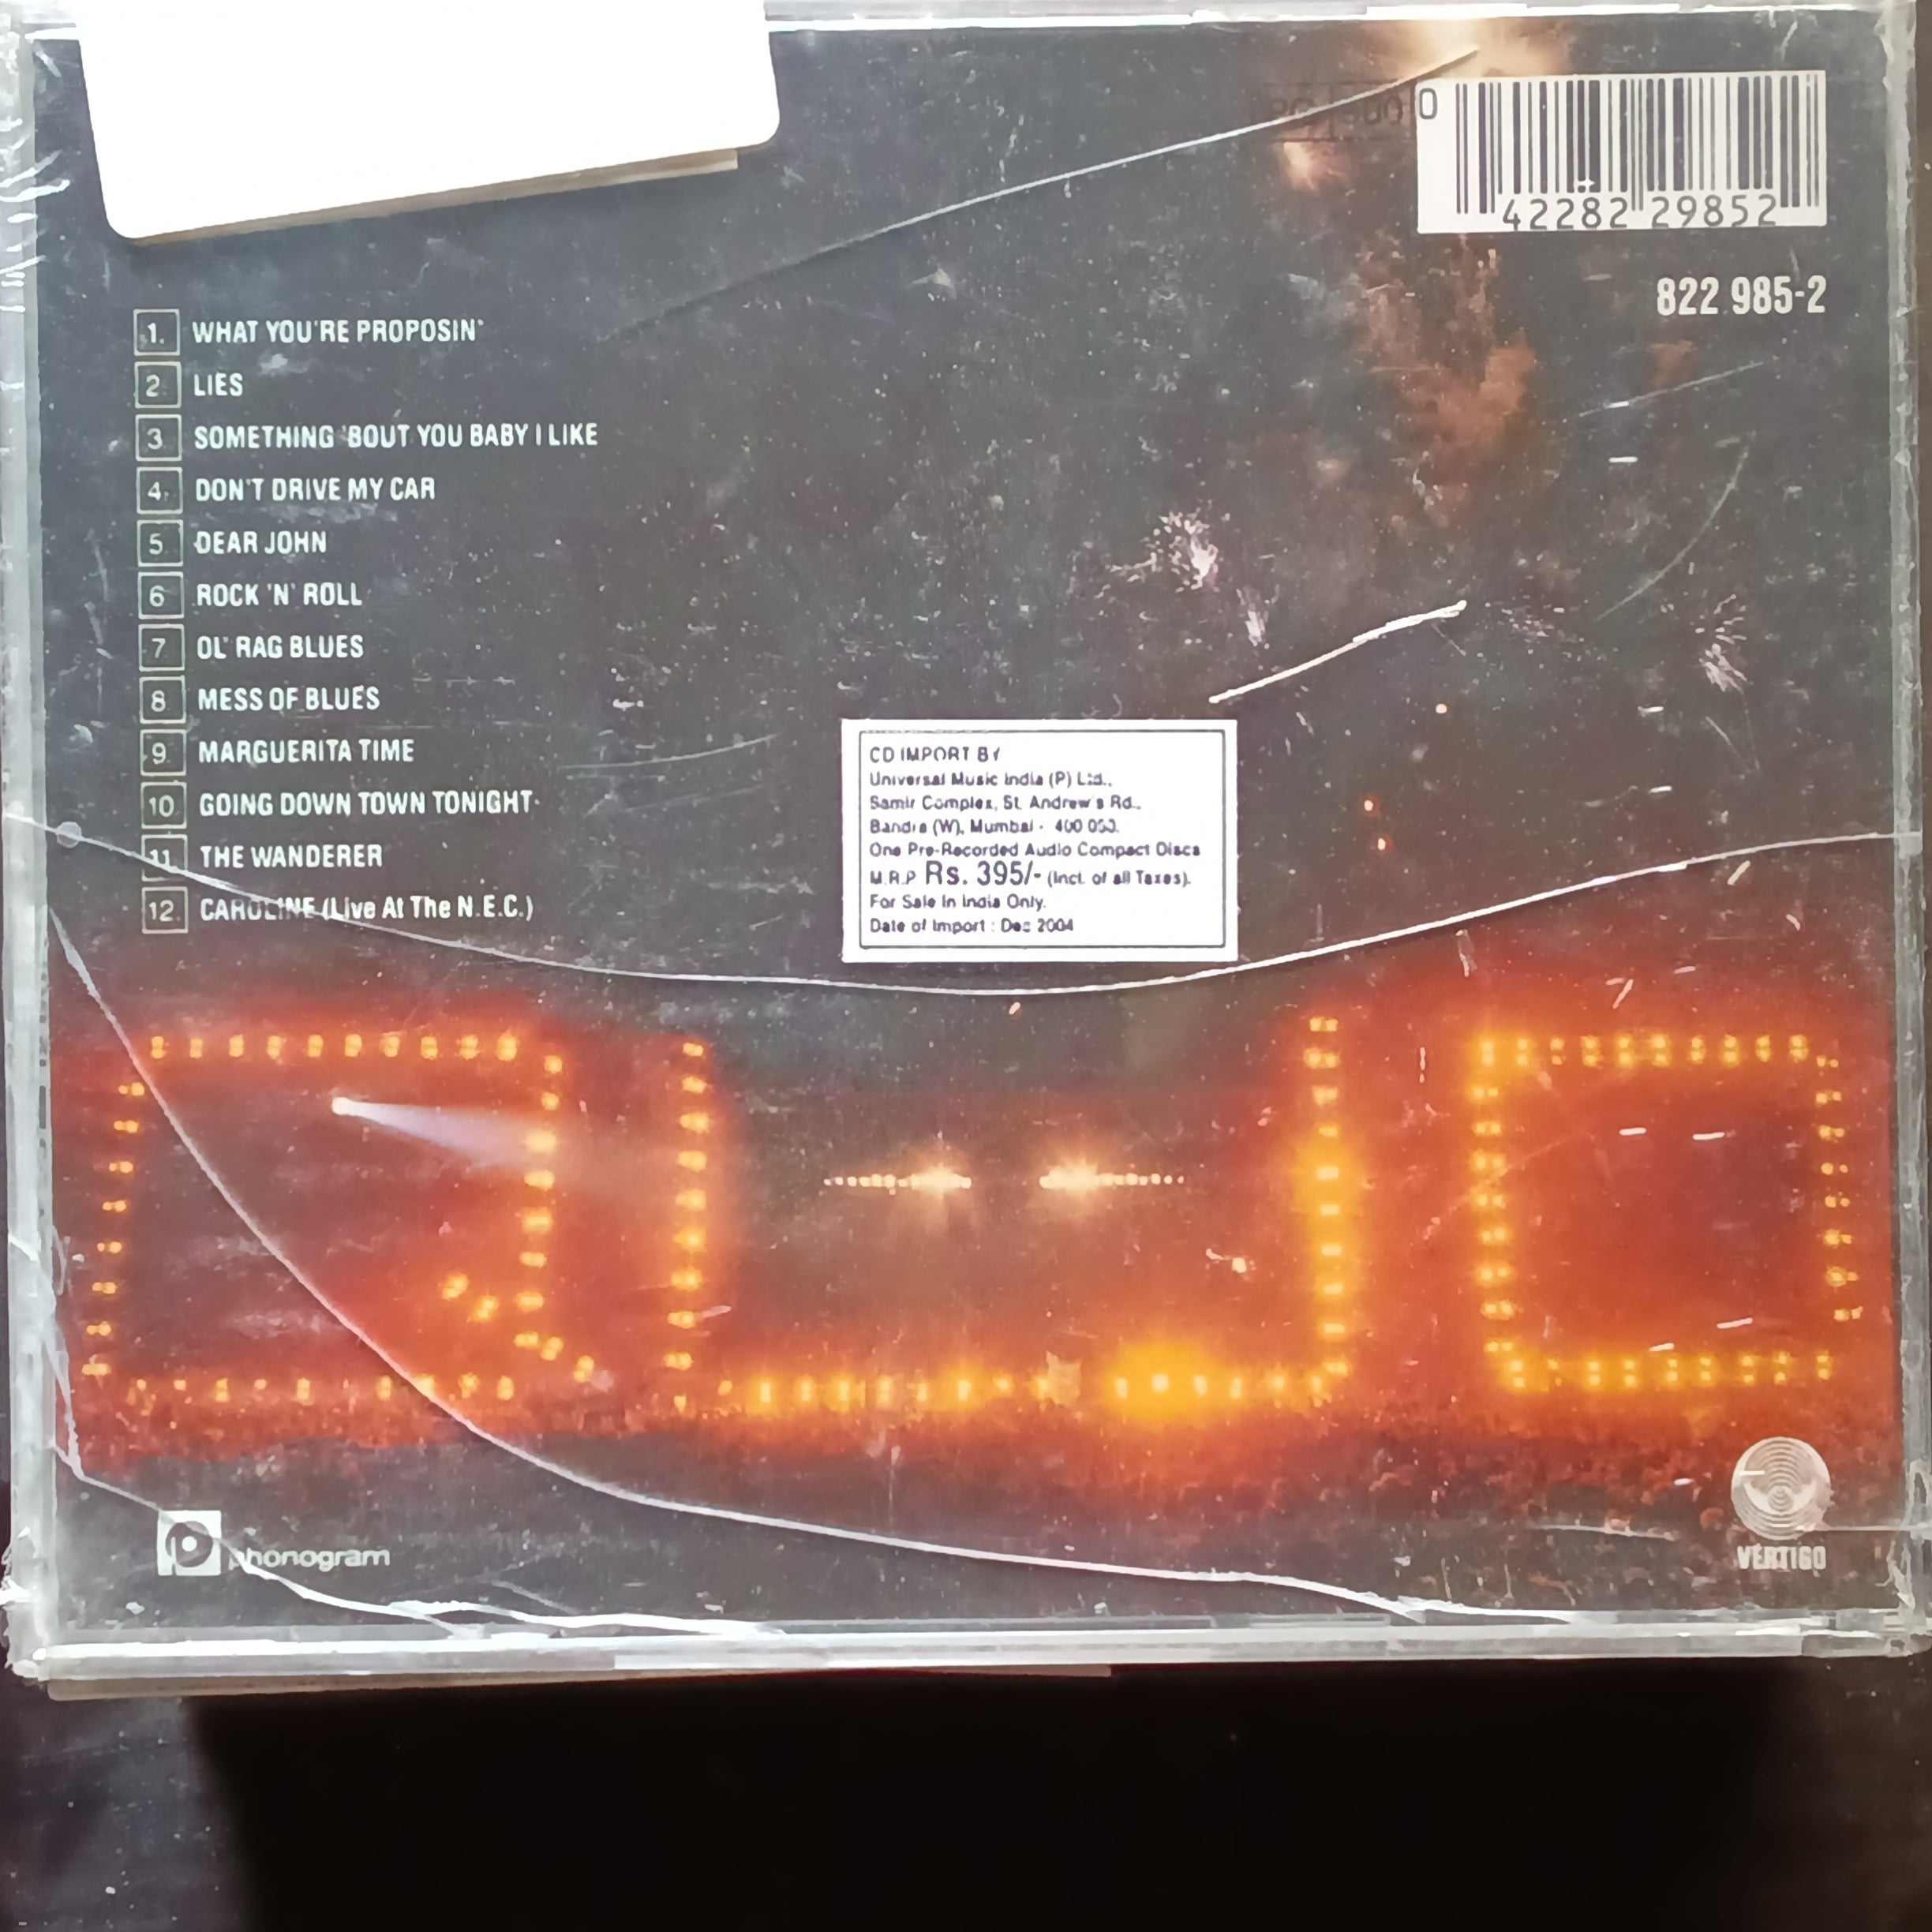 0
42282 29852
822 985-2
1. WHAT YOU'RE PROPOSIN'
2. LIES
3. SOMETHING 'BOUT YOU BABY I LIKE
4. DON'T DRIVE MY CAR
5. DEAR JOHN
6 ROCK 'N' ROLL
7. OL' RAG BLUES
8. MESS OF BLUES
9. MARGUERITA TIME
10 GOING DOWN TOWN TONIGHT
11. THE WANDERER
12. CAROLINE (Live At The N.E.C.)
CD IMPORT BY
Universal Music India (P) Ltd.,
Samir Complex, St. Andrew's Rd.,
Bandra (W), Mumbai -
One Pre-Recorded Audio Compact Discs
M.R.P Rs. 395/- (Incl. of all Taxes).
For Sale In India Only.
Date of Import : Dec 2004
QUO
phonogram
VERTIGO